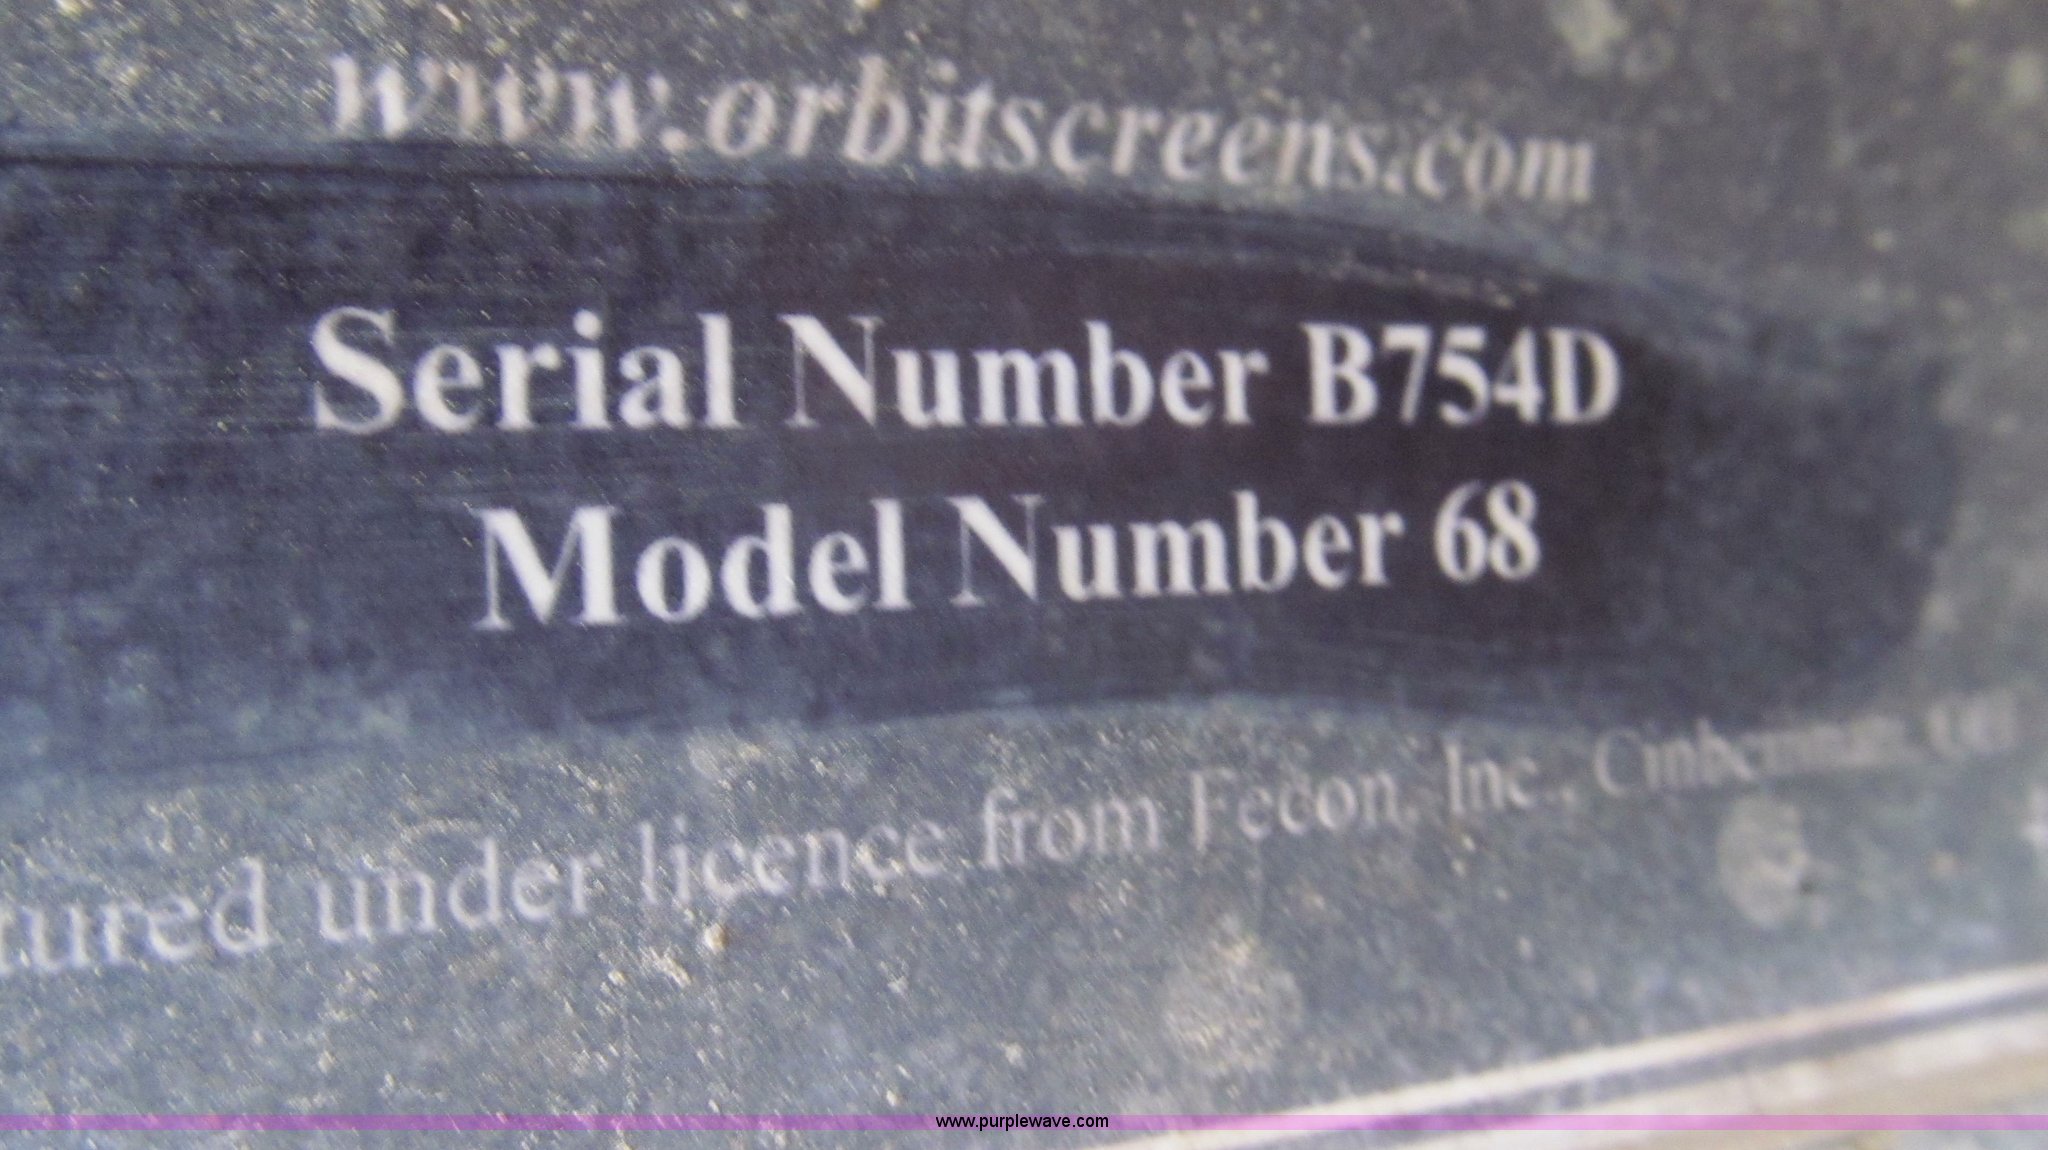 www.orbitscreens.com
Serial Number B754D
Model Number 68
tured under licence from Fecon, Inc.,
www.purplewave.com